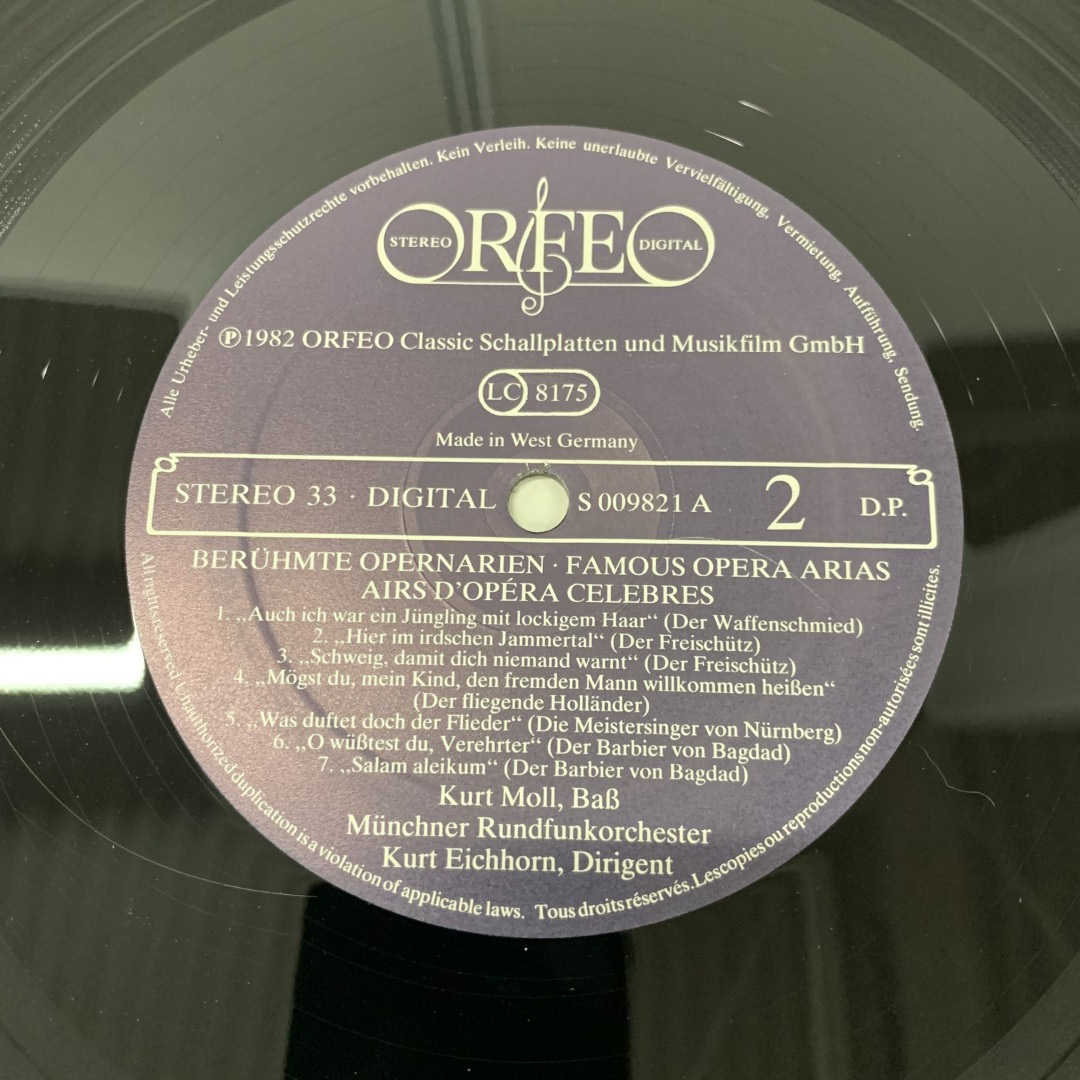 Alle Urheber- und Leistungsschutzrechte vorbehalten. Kein Verleih. Keine unerlaubte Vervielfältigung, Vermietung, Aufführung, Sendung.
ORFEO
STEREO
DIGITAL
℗1982 ORFEO Classic Schallplatten und Musikfilm GmbH
LC 8175
Made in West Germany
STEREO 33 · DIGITAL S 009821 A 2 D.P.
BERÜHMTE OPERNARIEN · FAMOUS OPERA ARIAS
AIRS D'OPÉRA CELEBRES
1. „Auch ich war ein Jüngling mit lockigem Haar“ (Der Waffenschmied)
2. „Hier im irdschen Jammertal“ (Der Freischütz)
3. „Schweig, damit dich niemand warnt“ (Der Freischütz)
4. „Mögst du, mein Kind, den fremden Mann willkommen heißen“
(Der fliegende Holländer)
5. „Was duftet doch der Flieder“ (Die Meistersinger von Nürnberg)
6. „O wüßtest du, Verehrter“ (Der Barbier von Bagdad)
7. „Salam aleikum“ (Der Barbier von Bagdad)
Kurt Moll, Baß
Münchner Rundfunkorchester
Kurt Eichhorn, Dirigent
All rights reserved. Unauthorized duplication is a violation of applicable laws. Tous droits réservés. Les copies ou reproductions non-autorisées sont illicites.